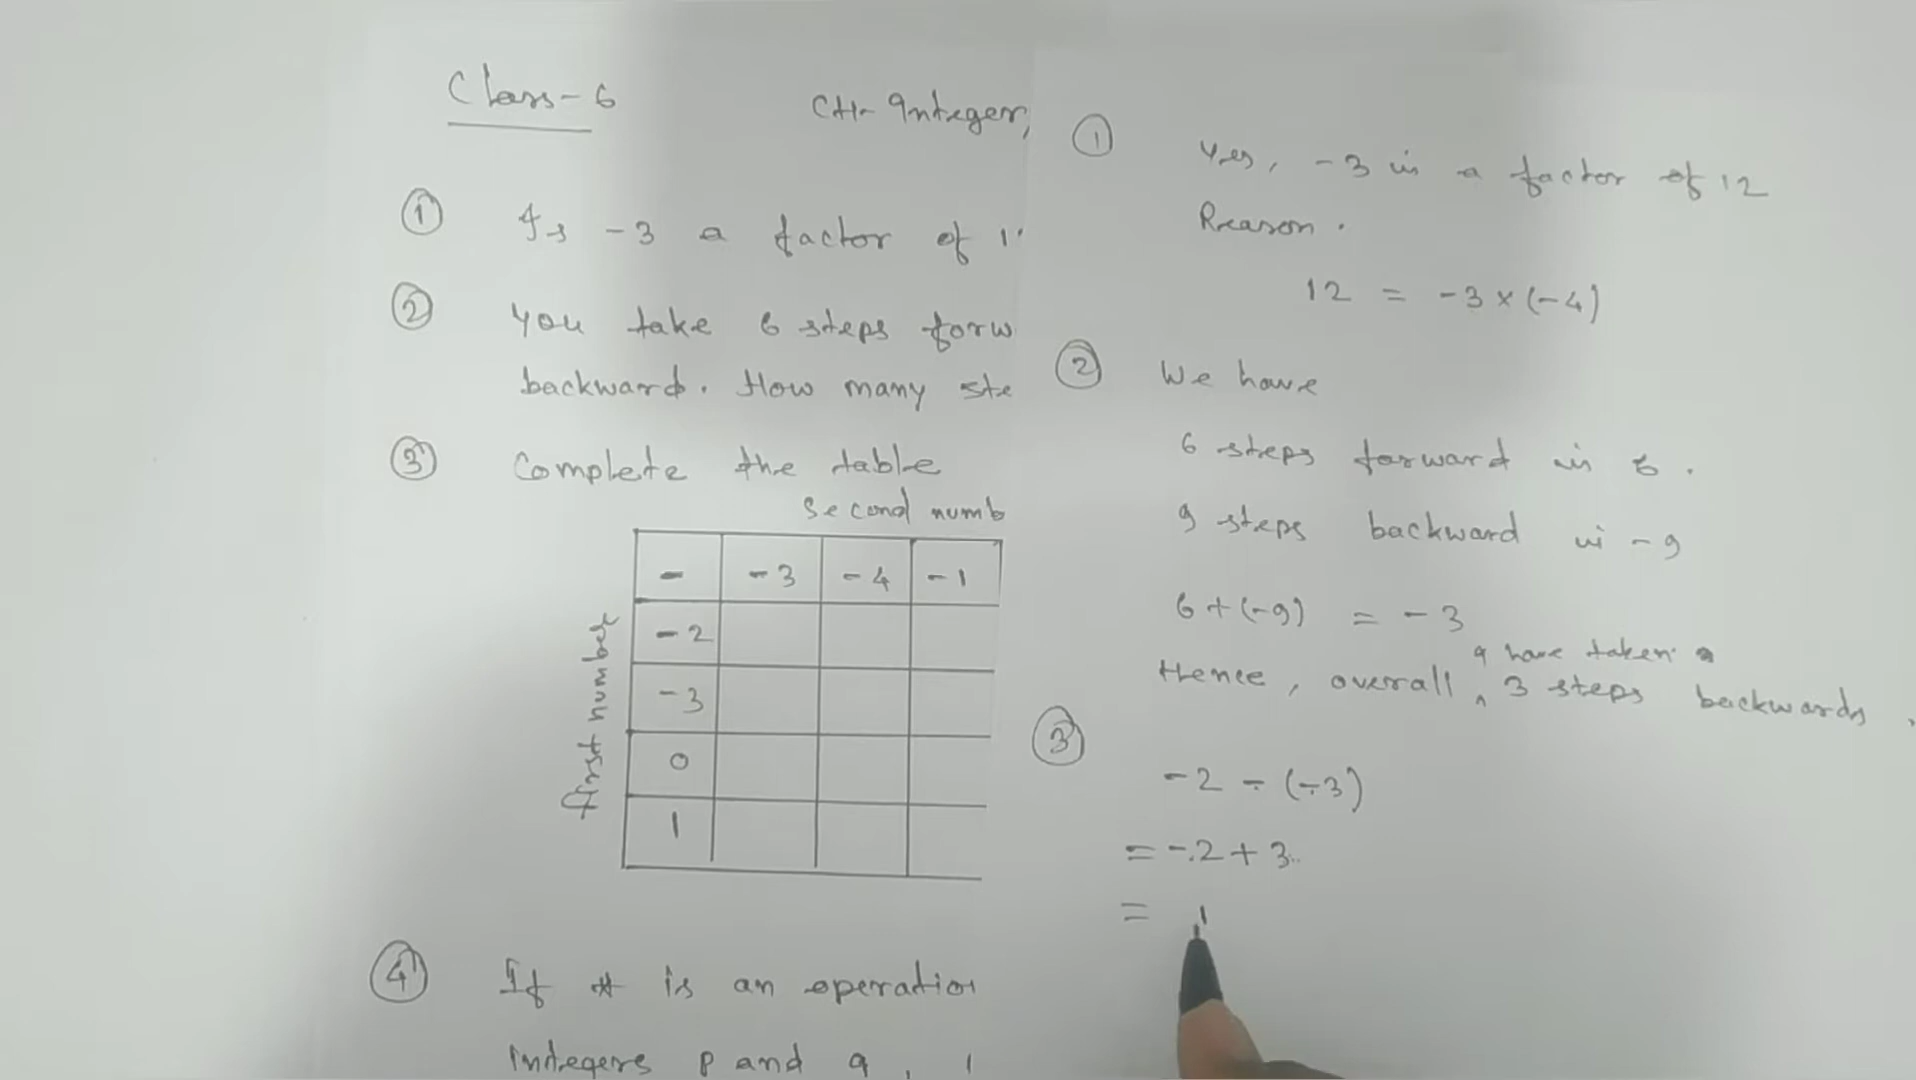 Class-6
CH- Integer
① Is -3 a factor of 1
② You take 6 steps forw
backward. How many ste
③ Complete the table
Second numb
First number
- -3 -4 -1
-2
-3
0
1
④ If * is an operation
integers p and q, 1
① Yes, -3 is a factor of 12
Reason.
12 = -3 × (-4)
② We have
6 steps forward is 6.
9 steps backward is -9
6 + (-9) = -3
I have taken
Hence, overall, 3 steps backwards.
③ -2 - (-3)
= -2 + 3
= 1